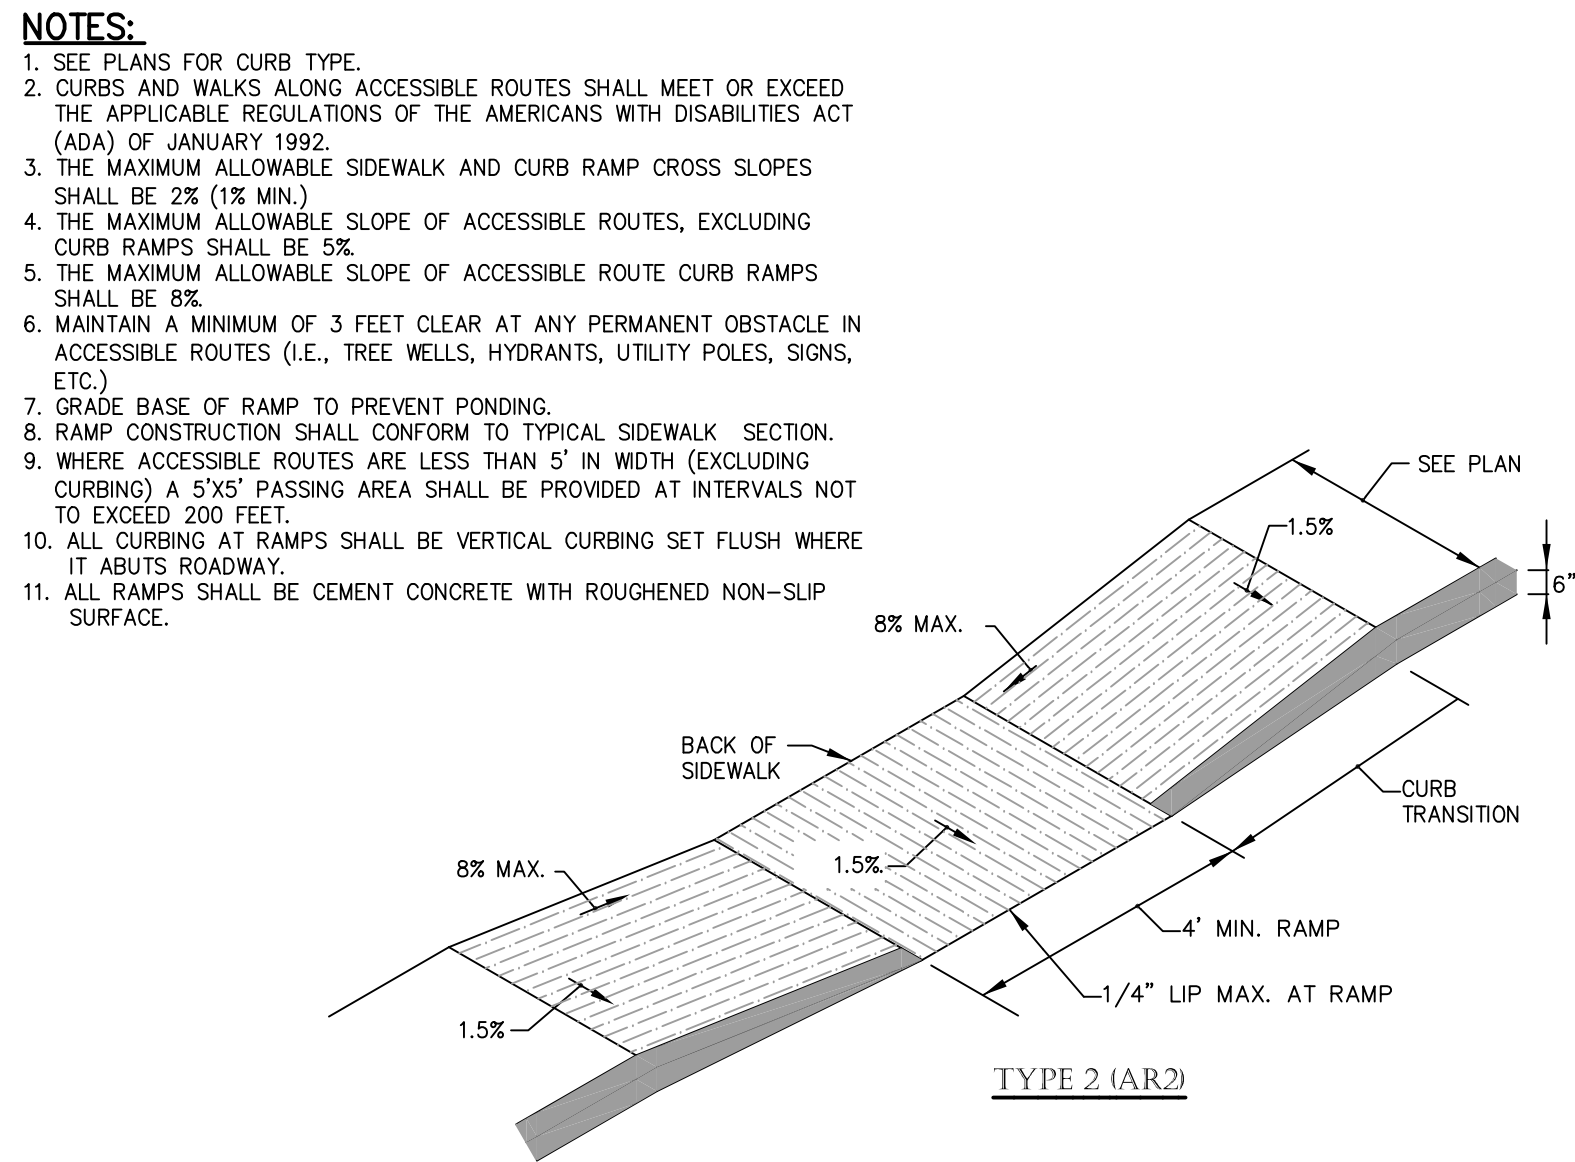 NOTES:
1. SEE PLANS FOR CURB TYPE.
2. CURBS AND WALKS ALONG ACCESSIBLE ROUTES SHALL MEET OR EXCEED
THE APPLICABLE REGULATIONS OF THE AMERICANS WITH DISABILITIES ACT
(ADA) OF JANUARY 1992.
3. THE MAXIMUM ALLOWABLE SIDEWALK AND CURB RAMP CROSS SLOPES
SHALL BE 2% (1% MIN.)
4. THE MAXIMUM ALLOWABLE SLOPE OF ACCESSIBLE ROUTES, EXCLUDING
CURB RAMPS SHALL BE 5%.
5. THE MAXIMUM ALLOWABLE SLOPE OF ACCESSIBLE ROUTE CURB RAMPS
SHALL BE 8%.
6. MAINTAIN A MINIMUM OF 3 FEET CLEAR AT ANY PERMANENT OBSTACLE IN
ACCESSIBLE ROUTES (I.E., TREE WELLS, HYDRANTS, UTILITY POLES, SIGNS,
ETC.)
7. GRADE BASE OF RAMP TO PREVENT PONDING.
8. RAMP CONSTRUCTION SHALL CONFORM TO TYPICAL SIDEWALK SECTION.
9. WHERE ACCESSIBLE ROUTES ARE LESS THAN 5' IN WIDTH (EXCLUDING
CURBING) A 5'X5' PASSING AREA SHALL BE PROVIDED AT INTERVALS NOT
TO EXCEED 200 FEET.
10. ALL CURBING AT RAMPS SHALL BE VERTICAL CURBING SET FLUSH WHERE
IT ABUTS ROADWAY.
11. ALL RAMPS SHALL BE CEMENT CONCRETE WITH ROUGHENED NON-SLIP
SURFACE.
SEE PLAN
1.5%
6"
8% MAX.
BACK OF
SIDEWALK
CURB
TRANSITION
1.5%.
8% MAX.
4' MIN. RAMP
1/4" LIP MAX. AT RAMP
1.5%
TYPE 2 (AR2)